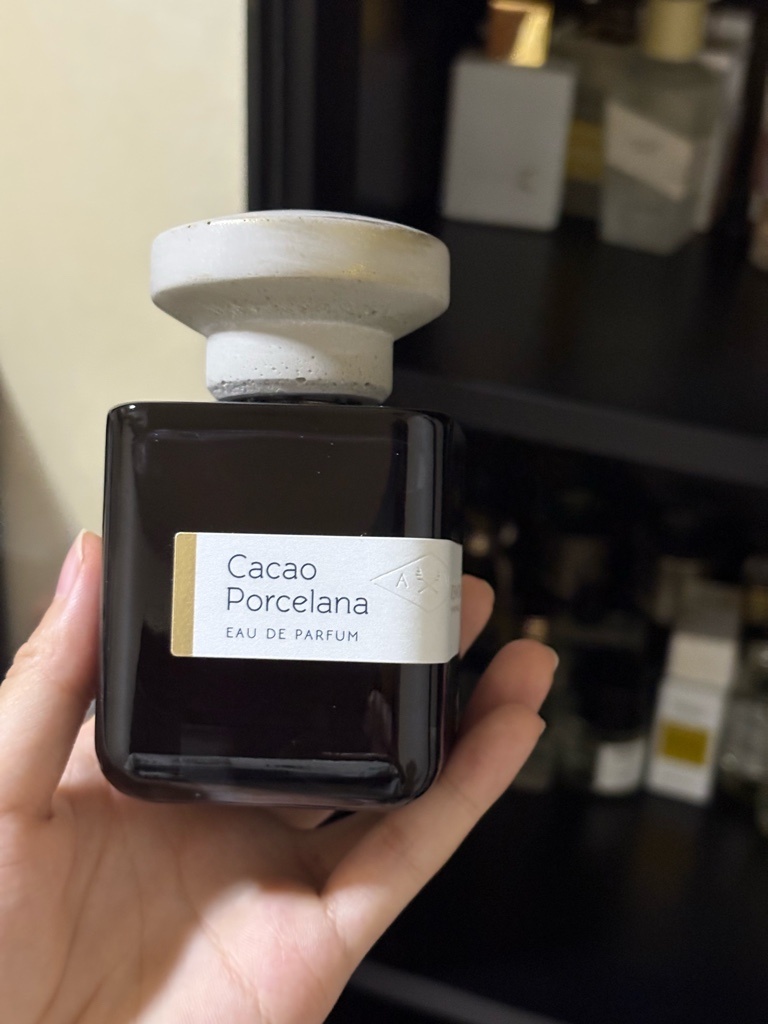 Cacao
Porcelana
EAU DE PARFUM
A